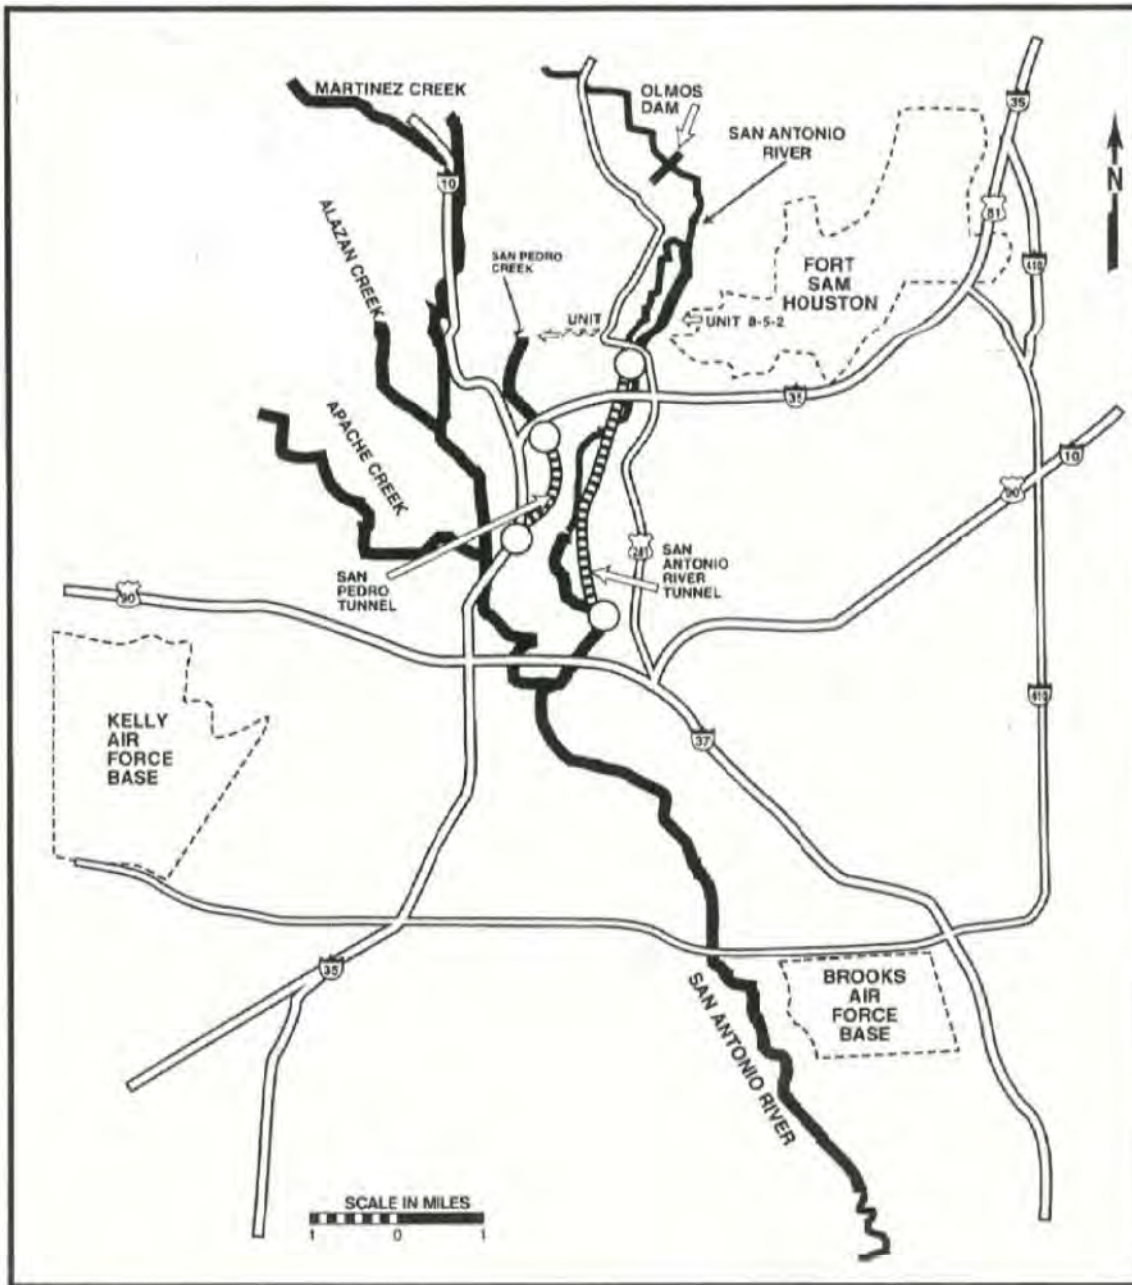 MARTINEZ CREEK
OLMOS
DAM
SAN ANTONIO
RIVER
35
N
10
ALAZAN CREEK
SAN PEDRO
CREEK
81
FORT
SAM
HOUSTON
410
UNIT
UNIT 8-5-2
35
APACHE CREEK
10
90
281
SAN
ANTONIO
RIVER
TUNNEL
SAN
PEDRO
TUNNEL
90
410
KELLY
AIR
FORCE
BASE
37
35
BROOKS
AIR
FORCE
BASE
SAN ANTONIO RIVER
SCALE IN MILES
1 0 1